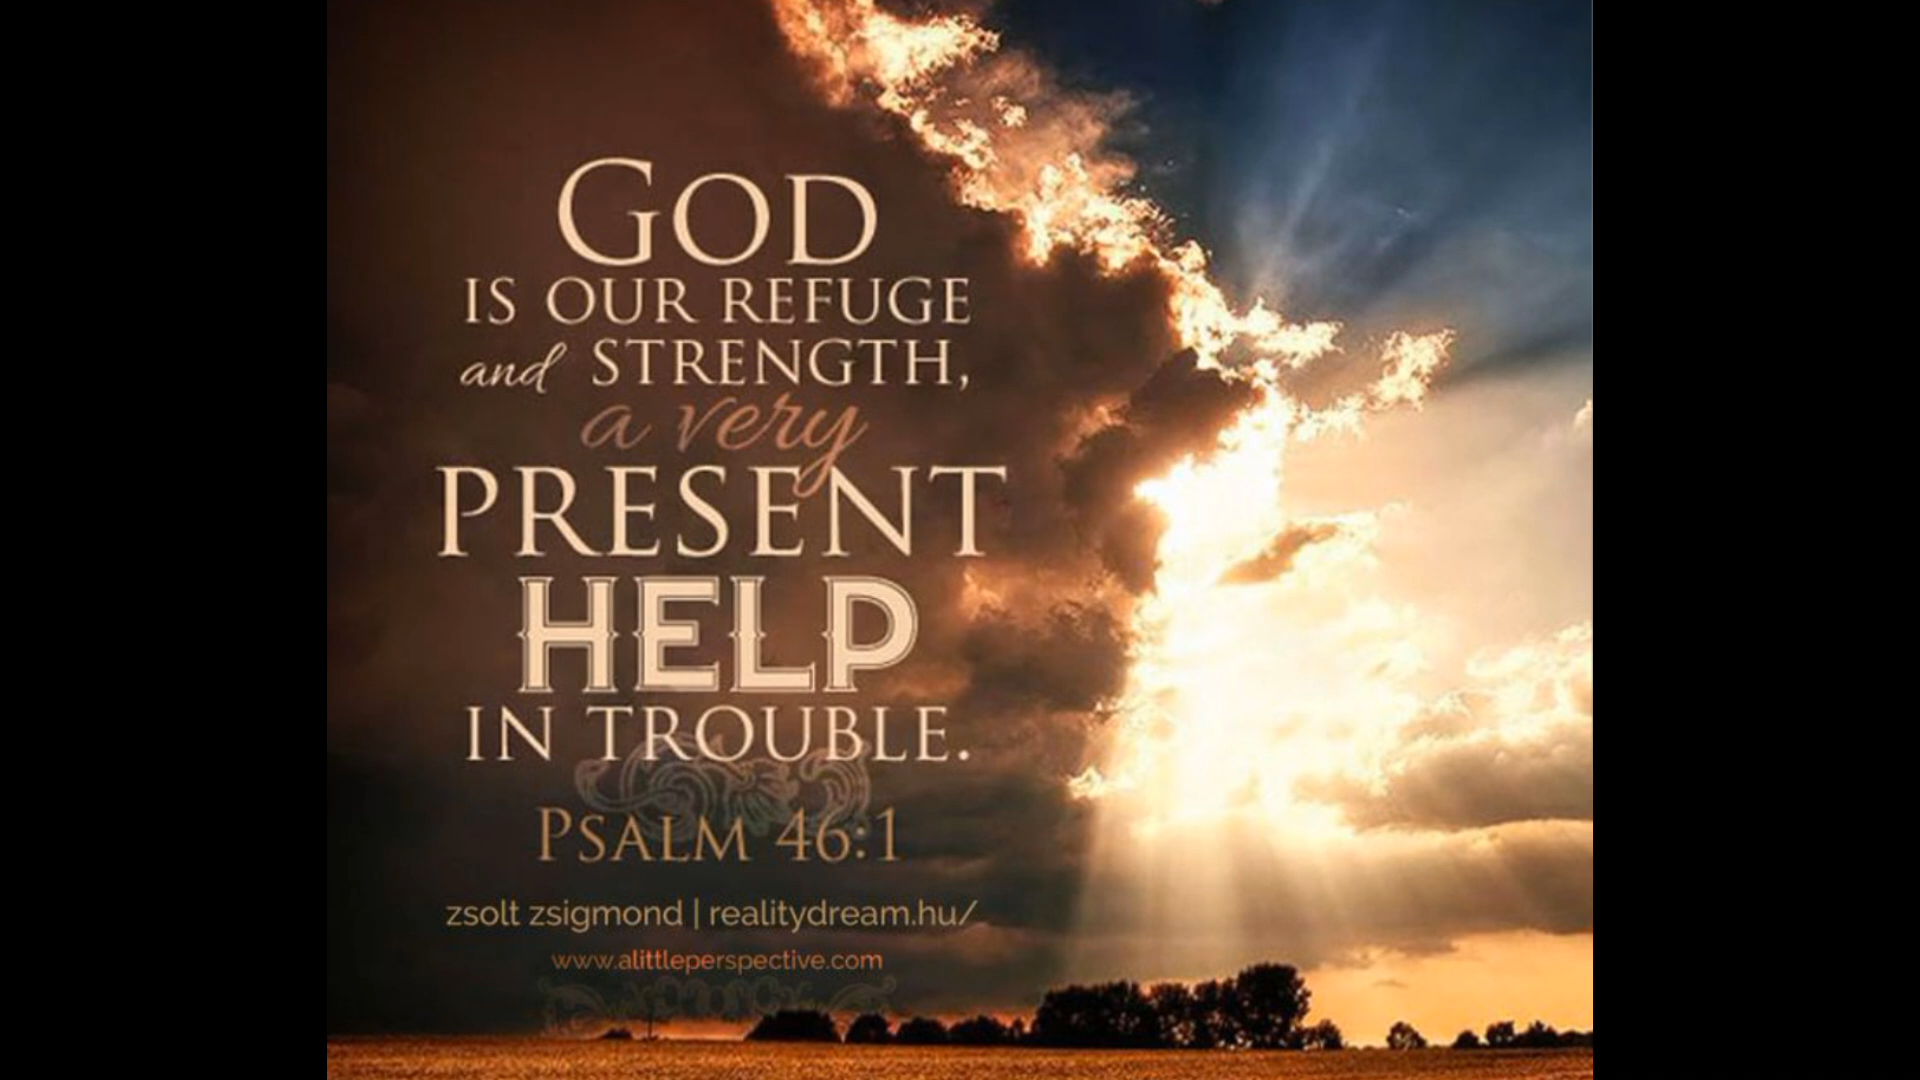 GOD
IS OUR REFUGE
and STRENGTH,
a very
PRESENT
HELP
IN TROUBLE.
PSALM 46:1
zsolt zsigmond | realitydream.hu/
www.alittleperspective.com